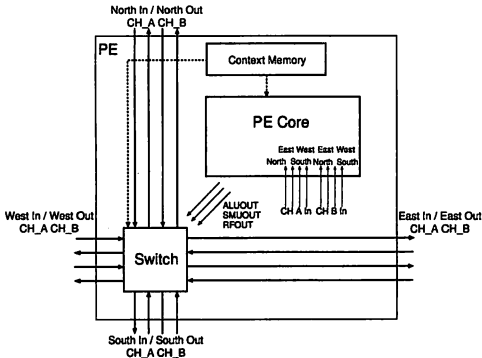 North In / North Out
CH_A CH_B
PE
Context Memory
PE Core
East West East West
North South North South
CH A In CH B In
ALUOUT
SMUOUT
RFOUT
West In / West Out
CH_A CH_B
East In / East Out
CH_A CH_B
Switch
South In / South Out
CH_A CH_B